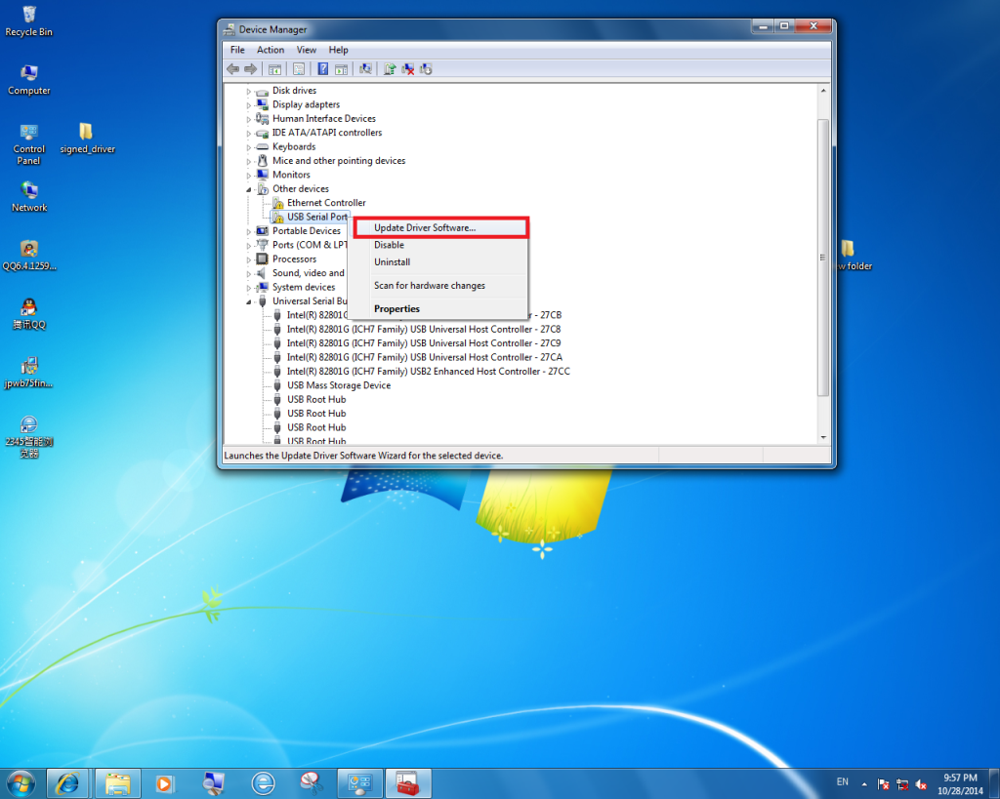 Recycle Bin
Computer
Control
Panel
signed_driver
Network
QQ6.4.1259...
腾讯QQ
jpwb75fin...
2345智能浏
览器
Device Manager
File Action View Help
Disk drives
Display adapters
Human Interface Devices
IDE ATA/ATAPI controllers
Keyboards
Mice and other pointing devices
Monitors
Other devices
Ethernet Controller
USB Serial Port
Portable Devices
Ports (COM & LPT
Processors
Sound, video and
System devices
Universal Serial Bu
Update Driver Software...
Disable
Uninstall
Scan for hardware changes
Properties
Intel(R) 82801G r - 27CB
Intel(R) 82801G (ICH7 Family) USB Universal Host Controller - 27C8
Intel(R) 82801G (ICH7 Family) USB Universal Host Controller - 27C9
Intel(R) 82801G (ICH7 Family) USB Universal Host Controller - 27CA
Intel(R) 82801G (ICH7 Family) USB2 Enhanced Host Controller - 27CC
USB Mass Storage Device
USB Root Hub
USB Root Hub
USB Root Hub
USB Root Hub
Launches the Update Driver Software Wizard for the selected device.
w folder
EN
9:57 PM
10/28/2014